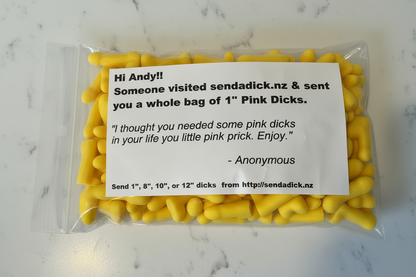 Hi Andy!!
Someone visited sendadick.nz & sent
you a whole bag of 1" Pink Dicks.
"I thought you needed some pink dicks
in your life you little pink prick. Enjoy."
- Anonymous
Send 1", 8", 10", or 12" dicks from http://sendadick.nz